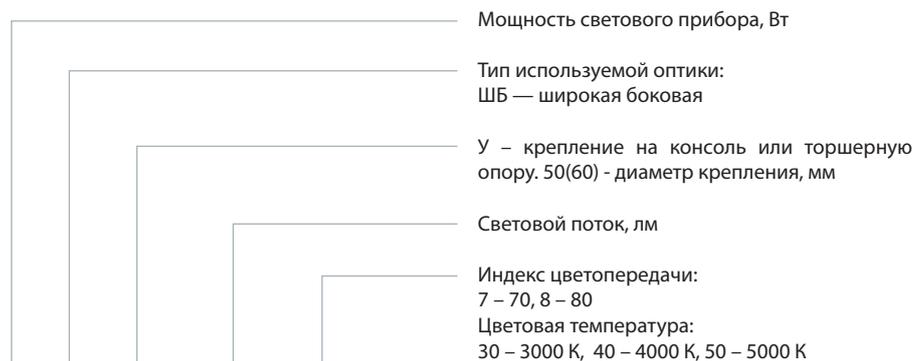 Мощность светового прибора, Вт
Тип используемой оптики:
ШБ — широкая боковая
У – крепление на консоль или торшерную
опору. 50(60) - диаметр крепления, мм
Световой поток, лм
Индекс цветопередачи:
7 – 70, 8 – 80
Цветовая температура:
30 – 3000 К, 40 – 4000 К, 50 – 5000 К